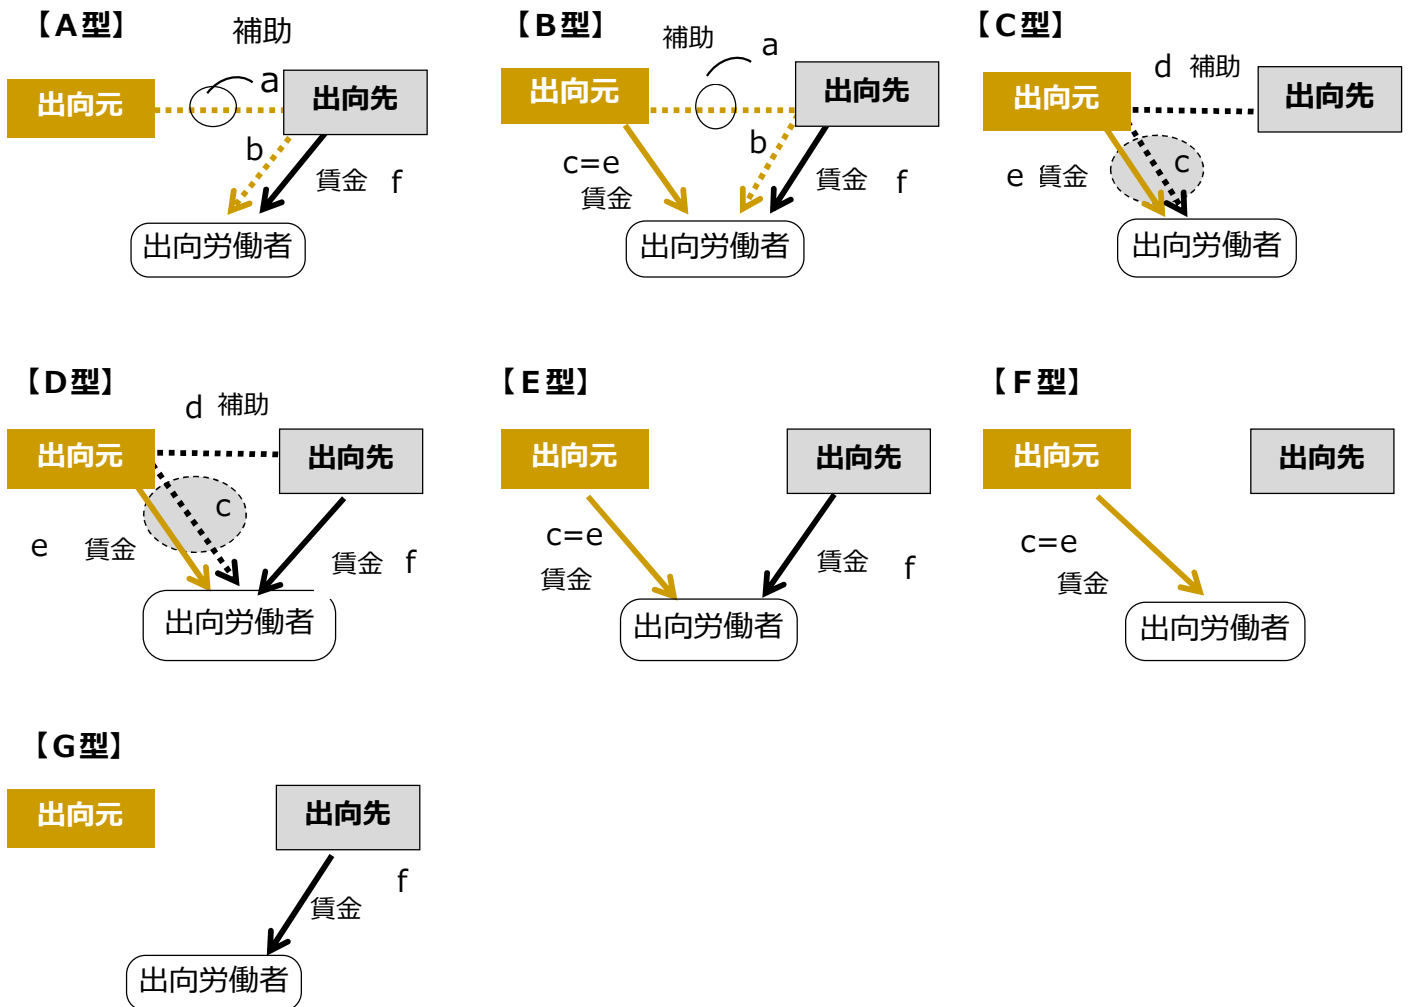 【A型】
補助
a
出向元
出向先
b
賃金 f
出向労働者
【B型】
補助
a
出向元
出向先
b
c=e
賃金
賃金 f
出向労働者
【C型】
d 補助
出向元
出向先
c
e 賃金
出向労働者
【D型】
d 補助
出向元
出向先
c
e 賃金
賃金 f
出向労働者
【E型】
出向元
出向先
c=e
賃金
賃金 f
出向労働者
【F型】
出向元
出向先
c=e
賃金
出向労働者
【G型】
出向元
出向先
f
賃金
出向労働者